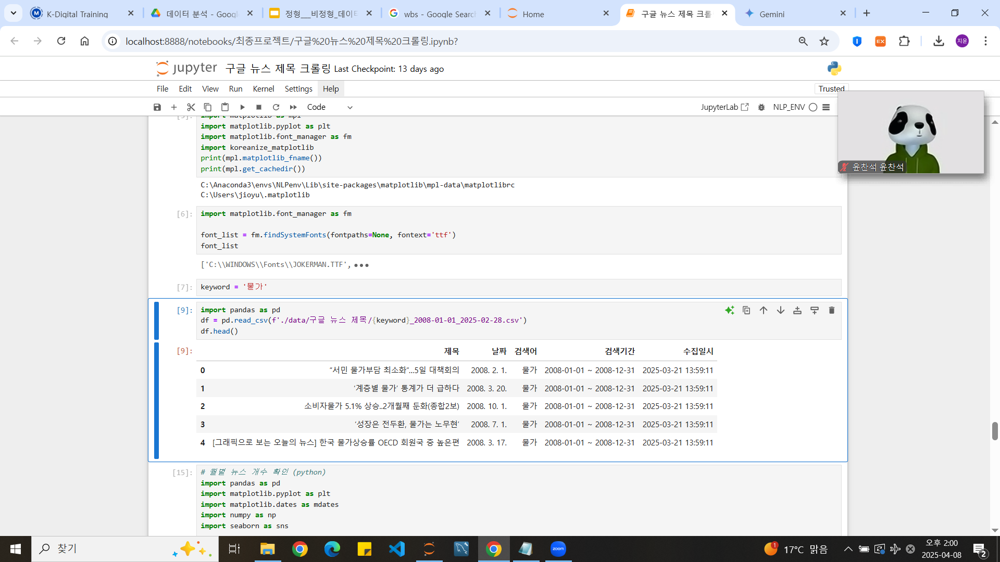 K-Digital Training
데이터 분석 - Googl
정형___비정형_데이터
wbs - Google Search
Home
구글 뉴스 제목 크롤
Gemini
localhost:8888/notebooks/최종프로젝트/구글%20뉴스%20제목%20크롤링.ipynb?
EX
지윤
jupyter 구글 뉴스 제목 크롤링 Last Checkpoint: 13 days ago
File Edit View Run Kernel Settings Help
Trusted
Code
JupyterLab
NLP_ENV
import matplotlib as mpl
import matplotlib.pyplot as plt
import matplotlib.font_manager as fm
import koreanize_matplotlib
print(mpl.matplotlib_fname())
print(mpl.get_cachedir())
윤찬석 윤찬석
C:\Anaconda3\envs\NLPenv\Lib\site-packages\matplotlib\mpl-data\matplotlibrc
C:\Users\jioyu\.matplotlib
[6]: import matplotlib.font_manager as fm
font_list = fm.findSystemFonts(fontpaths=None, fontext='ttf')
font_list
['C:\\WINDOWS\\Fonts\\JOKERMAN.TTF', •••
[7]: keyword = '물가'
[9]: import pandas as pd
df = pd.read_csv(f'./data/구글 뉴스 제목/{keyword}_2008-01-01_2025-02-28.csv')
df.head()
[9]: 제목 날짜 검색어 검색기간 수집일시
0 “서민 물가부담 최소화”…5일 대책회의 2008. 2. 1. 물가 2008-01-01 ~ 2008-12-31 2025-03-21 13:59:11
1 ‘계층별 물가’ 통계가 더 급하다 2008. 3. 20. 물가 2008-01-01 ~ 2008-12-31 2025-03-21 13:59:11
2 소비자물가 5.1% 상승..2개월째 둔화(종합2보) 2008. 10. 1. 물가 2008-01-01 ~ 2008-12-31 2025-03-21 13:59:11
3 ‘성장은 전두환, 물가는 노무현’ 2008. 7. 1. 물가 2008-01-01 ~ 2008-12-31 2025-03-21 13:59:11
4 [그래픽으로 보는 오늘의 뉴스] 한국 물가상승률 OECD 회원국 중 높은편 2008. 3. 17. 물가 2008-01-01 ~ 2008-12-31 2025-03-21 13:59:11
[15]: # 월별 뉴스 개수 확인 (python)
import pandas as pd
import matplotlib.pyplot as plt
import matplotlib.dates as mdates
import numpy as np
import seaborn as sns
찾기
zoom
1
17°C 맑음
오후 2:00
2025-04-08
2